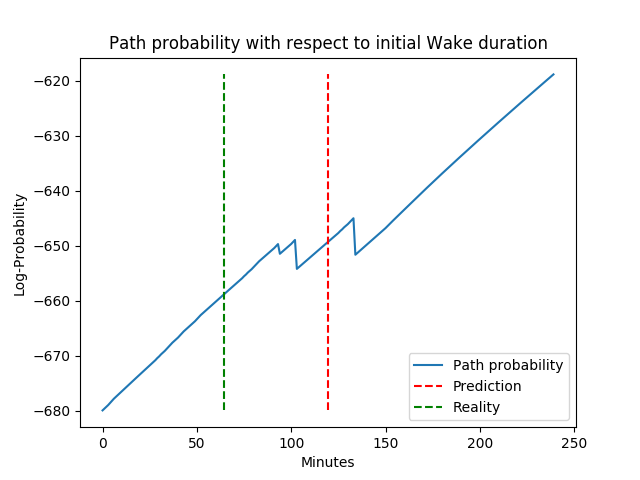 Path probability with respect to initial Wake duration
−620
−630
−640
−650
−660
−670
−680
Log-Probability
0 50 100 150 200 250
Minutes
Path probability
Prediction
Reality